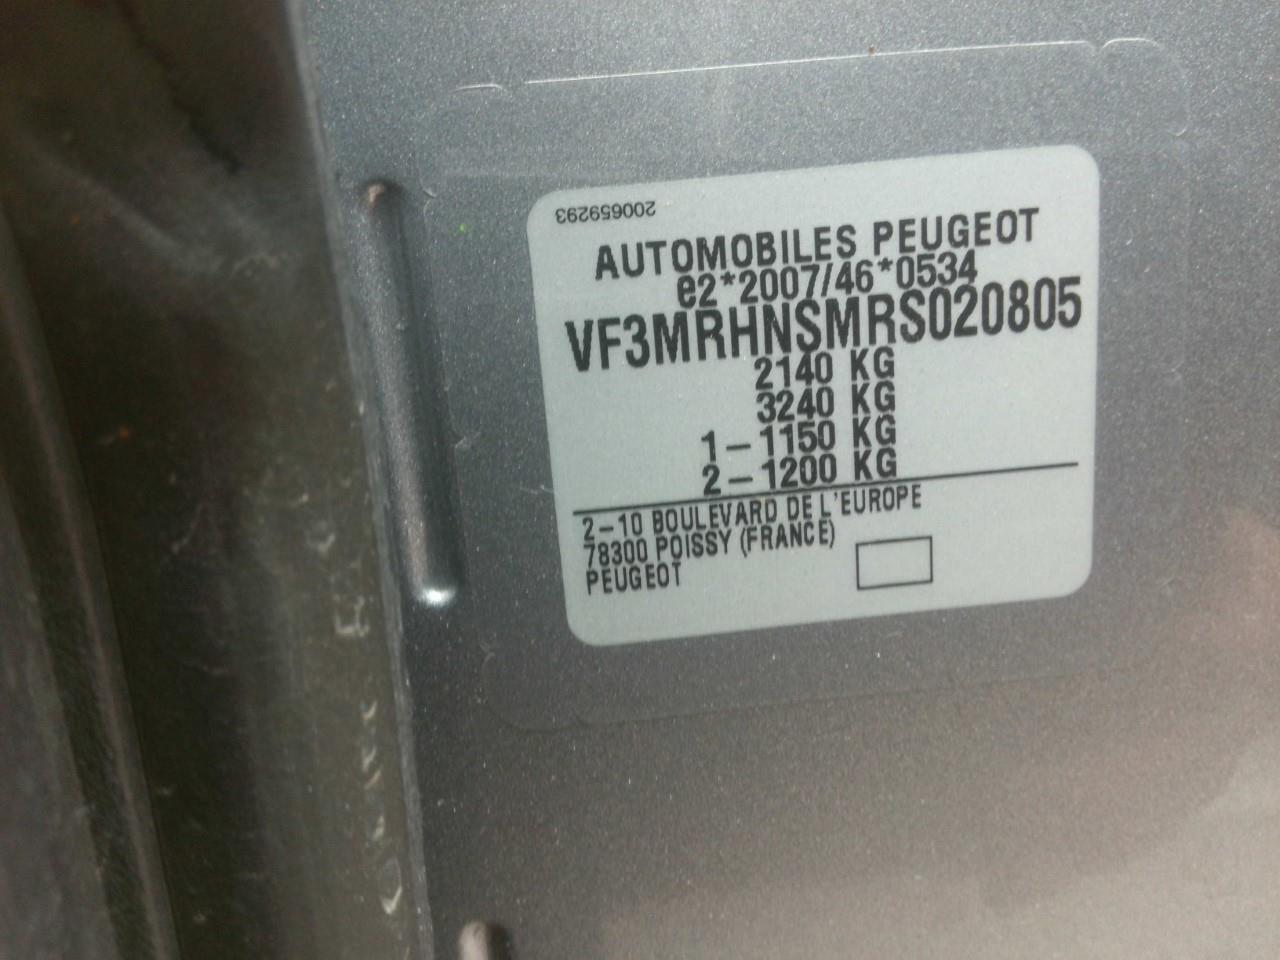 200659293
AUTOMOBILES PEUGEOT
e2*2007/46*0534
VF3MRHNSMRS020805
2140 KG
3240 KG
1-1150 KG
2-1200 KG
2-10 BOULEVARD DE L'EUROPE
78300 POISSY (FRANCE)
PEUGEOT